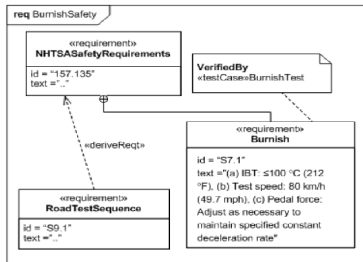 req BurnishSafety
«requirement»
NHTSASafetyRequirements
id = "157.135"
text =".."
VerifiedBy
«testCase»BurnishTest
«deriveReqt»
«requirement»
Burnish
id = "S7.1"
text ="(a) IBT: ≤100 °C (212
°F), (b) Test speed: 80 km/h
(49.7 mph), (c) Pedal force:
Adjust as necessary to
maintain specified constant
deceleration rate"
«requirement»
RoadTestSequence
id = "S9.1"
text =".."